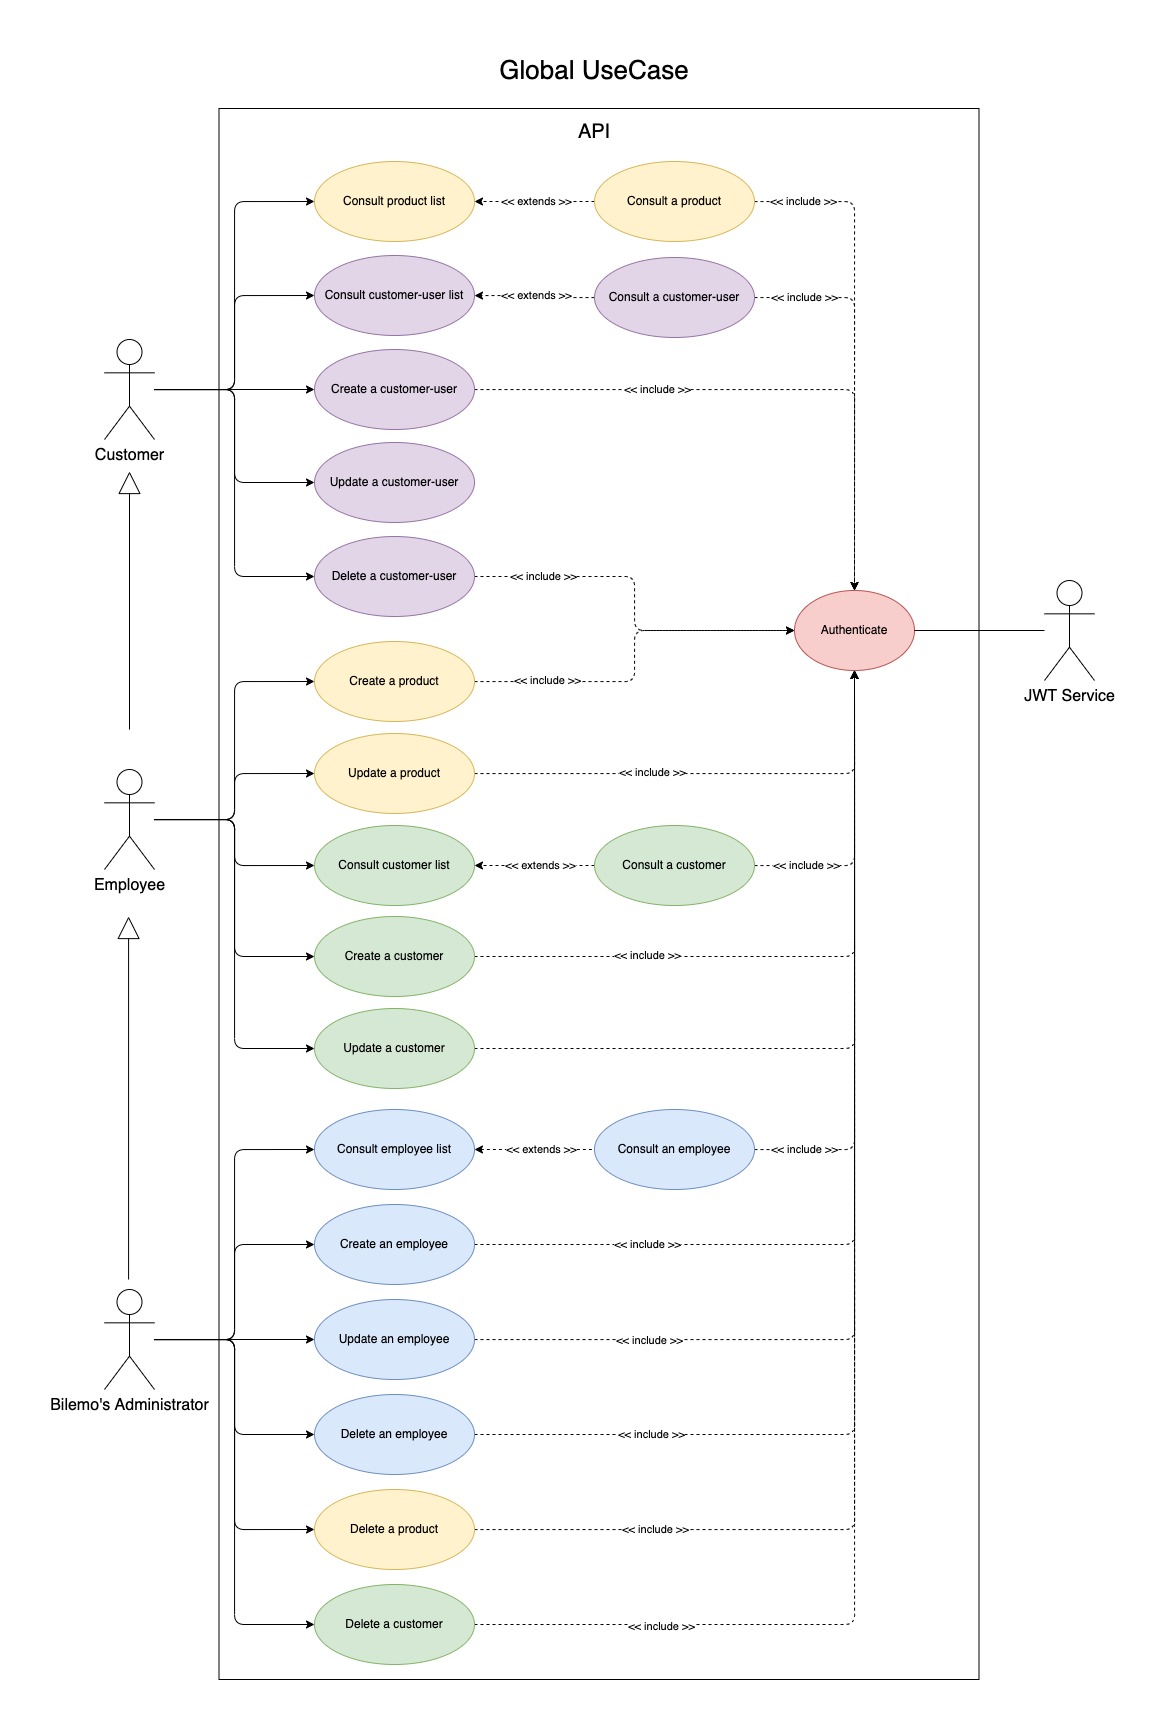 Global UseCase
API
Consult product list
<< extends >>
Consult a product
<< include >>
Consult customer-user list
<< extends >>
Consult a customer-user
<< include >>
Customer
Create a customer-user
<< include >>
Update a customer-user
Delete a customer-user
<< include >>
Authenticate
JWT Service
Create a product
<< include >>
Update a product
<< include >>
Employee
Consult customer list
<< extends >>
Consult a customer
<< include >>
Create a customer
<< include >>
Update a customer
Consult employee list
<< extends >>
Consult an employee
<< include >>
Create an employee
<< include >>
Bilemo's Administrator
Update an employee
<< include >>
Delete an employee
<< include >>
Delete a product
<< include >>
Delete a customer
<< include >>